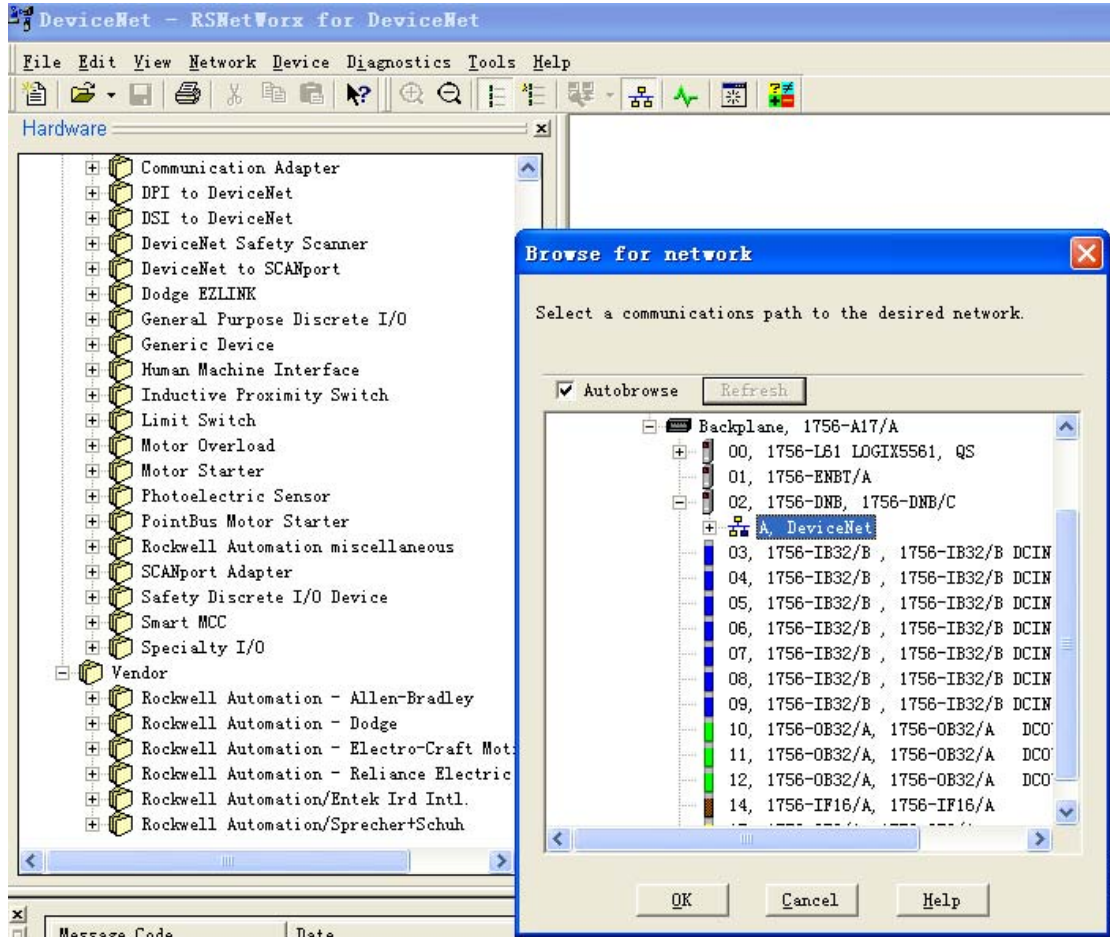 DeviceNet - RSNetWorx for DeviceNet
File Edit View Network Device Diagnostics Tools Help
Hardware
Communication Adapter
DPI to DeviceNet
DSI to DeviceNet
DeviceNet Safety Scanner
DeviceNet to SCANport
Dodge EZLINK
General Purpose Discrete I/O
Generic Device
Human Machine Interface
Inductive Proximity Switch
Limit Switch
Motor Overload
Motor Starter
Photoelectric Sensor
PointBus Motor Starter
Rockwell Automation miscellaneous
SCANport Adapter
Safety Discrete I/O Device
Smart MCC
Specialty I/O
Vendor
Rockwell Automation - Allen-Bradley
Rockwell Automation - Dodge
Rockwell Automation - Electro-Craft Mot
Rockwell Automation - Reliance Electric
Rockwell Automation/Entek Ird Intl.
Rockwell Automation/Sprecher+Schuh
Message Code Date
Browse for network
Select a communications path to the desired network.
Autobrowse Refresh
Backplane, 1756-A17/A
00, 1756-L61 LOGIX5561, QS
01, 1756-ENBT/A
02, 1756-DNB, 1756-DNB/C
A, DeviceNet
03, 1756-IB32/B , 1756-IB32/B DCIN
04, 1756-IB32/B , 1756-IB32/B DCIN
05, 1756-IB32/B , 1756-IB32/B DCIN
06, 1756-IB32/B , 1756-IB32/B DCIN
07, 1756-IB32/B , 1756-IB32/B DCIN
08, 1756-IB32/B , 1756-IB32/B DCIN
09, 1756-IB32/B , 1756-IB32/B DCIN
10, 1756-OB32/A, 1756-OB32/A DCO
11, 1756-OB32/A, 1756-OB32/A DCO
12, 1756-OB32/A, 1756-OB32/A DCO
14, 1756-IF16/A, 1756-IF16/A
OK Cancel Help